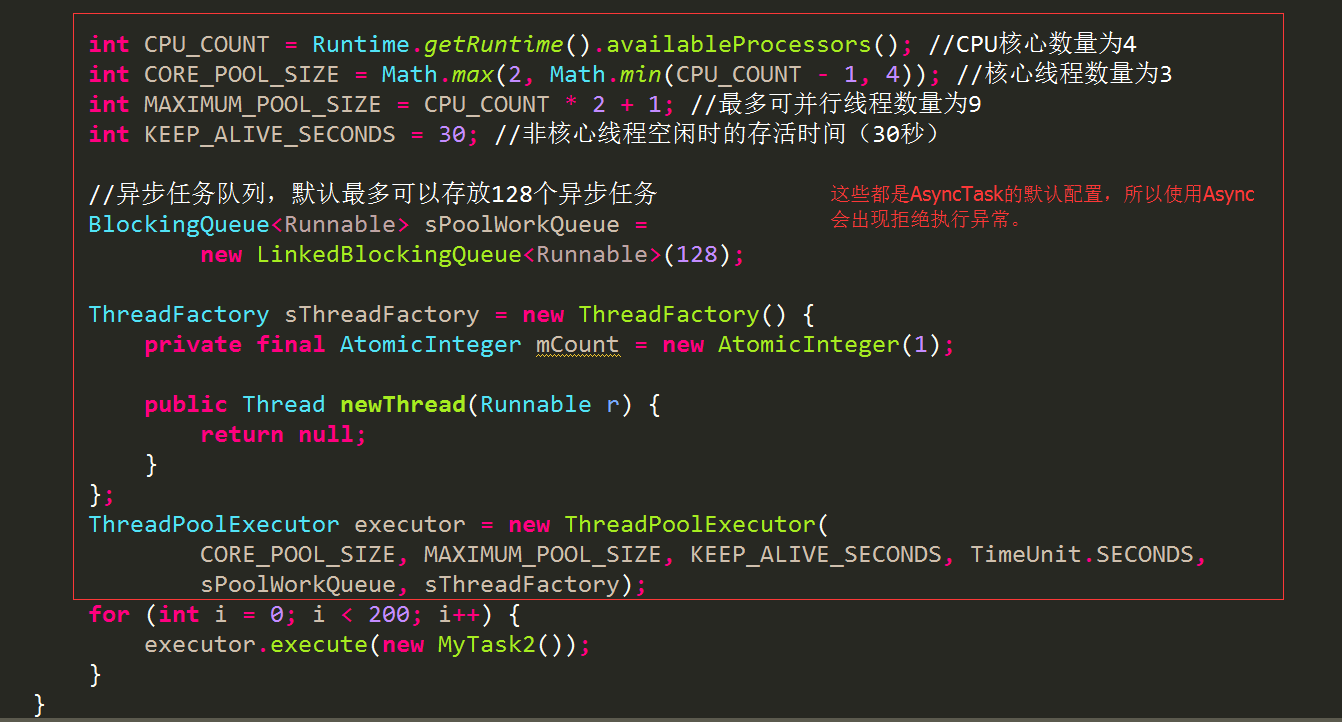 int CPU_COUNT = Runtime.getRuntime().availableProcessors(); //CPU核心数量为4
int CORE_POOL_SIZE = Math.max(2, Math.min(CPU_COUNT - 1, 4)); //核心线程数量为3
int MAXIMUM_POOL_SIZE = CPU_COUNT * 2 + 1; //最多可并行线程数量为9
int KEEP_ALIVE_SECONDS = 30; //非核心线程空闲时的存活时间（30秒）
//异步任务队列，默认最多可以存放128个异步任务
这些都是AsyncTask的默认配置，所以使用Async
会出现拒绝执行异常。
BlockingQueue<Runnable> sPoolWorkQueue =
new LinkedBlockingQueue<Runnable>(128);
ThreadFactory sThreadFactory = new ThreadFactory() {
private final AtomicInteger mCount = new AtomicInteger(1);
public Thread newThread(Runnable r) {
return null;
}
};
ThreadPoolExecutor executor = new ThreadPoolExecutor(
CORE_POOL_SIZE, MAXIMUM_POOL_SIZE, KEEP_ALIVE_SECONDS, TimeUnit.SECONDS,
sPoolWorkQueue, sThreadFactory);
for (int i = 0; i < 200; i++) {
executor.execute(new MyTask2());
}
}